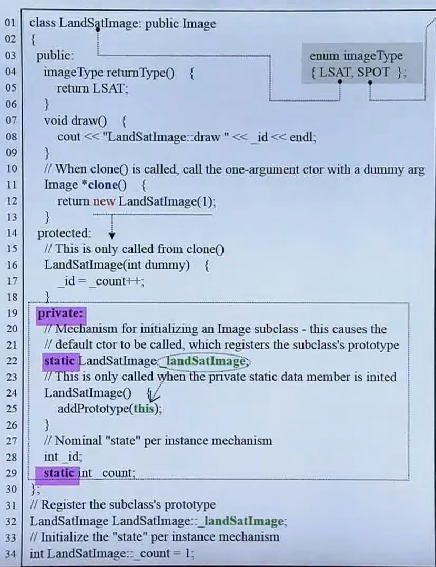 01 class LandSatImage: public Image
02 {
03 public:
04 imageType returnType() {
05 return LSAT;
06 }
07 void draw() {
08 cout << "LandSatImage::draw " << _id << endl;
09 }
10 // When clone() is called, call the one-argument ctor with a dummy arg
11 Image *clone() {
12 return new LandSatImage(1);
13 }
14 protected:
15 // This is only called from clone()
16 LandSatImage(int dummy) {
17 _id = _count++;
18 }
19 private:
20 // Mechanism for initializing an Image subclass - this causes the
21 // default ctor to be called, which registers the subclass's prototype
22 static LandSatImage _landSatImage;
23 // This is only called when the private static data member is inited
24 LandSatImage() {
25 addPrototype(this);
26 }
27 // Nominal "state" per instance mechanism
28 int _id;
29 static int _count;
30 };
31 // Register the subclass's prototype
32 LandSatImage LandSatImage::_landSatImage;
33 // Initialize the "state" per instance mechanism
34 int LandSatImage::_count = 1;
enum imageType
{ LSAT, SPOT };